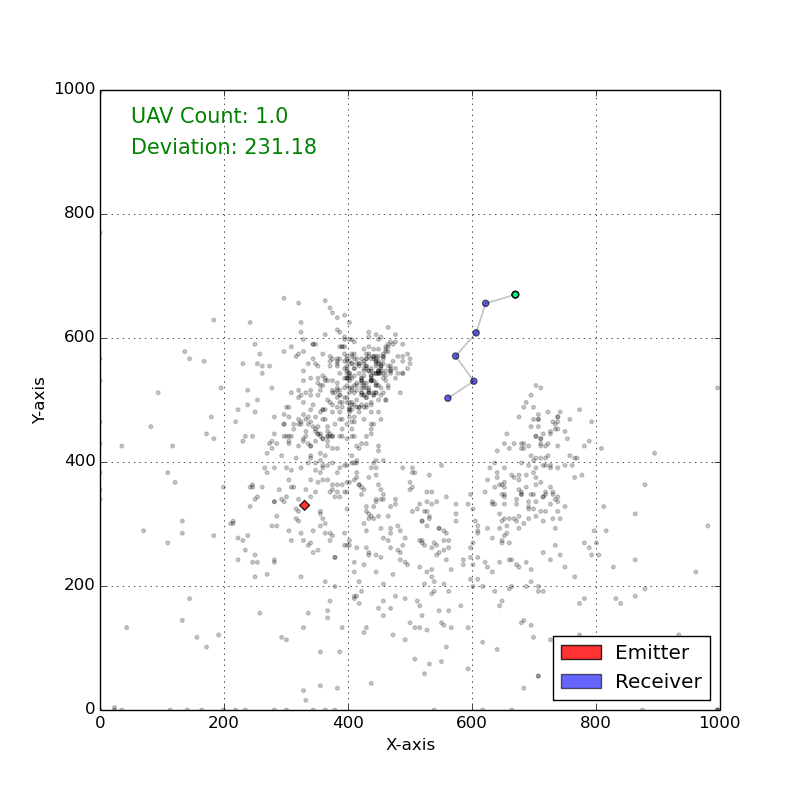 UAV Count: 1.0
Deviation: 231.18
1000
800
600
400
200
0
Y-axis
0 200 400 600 800 1000
X-axis
Emitter
Receiver